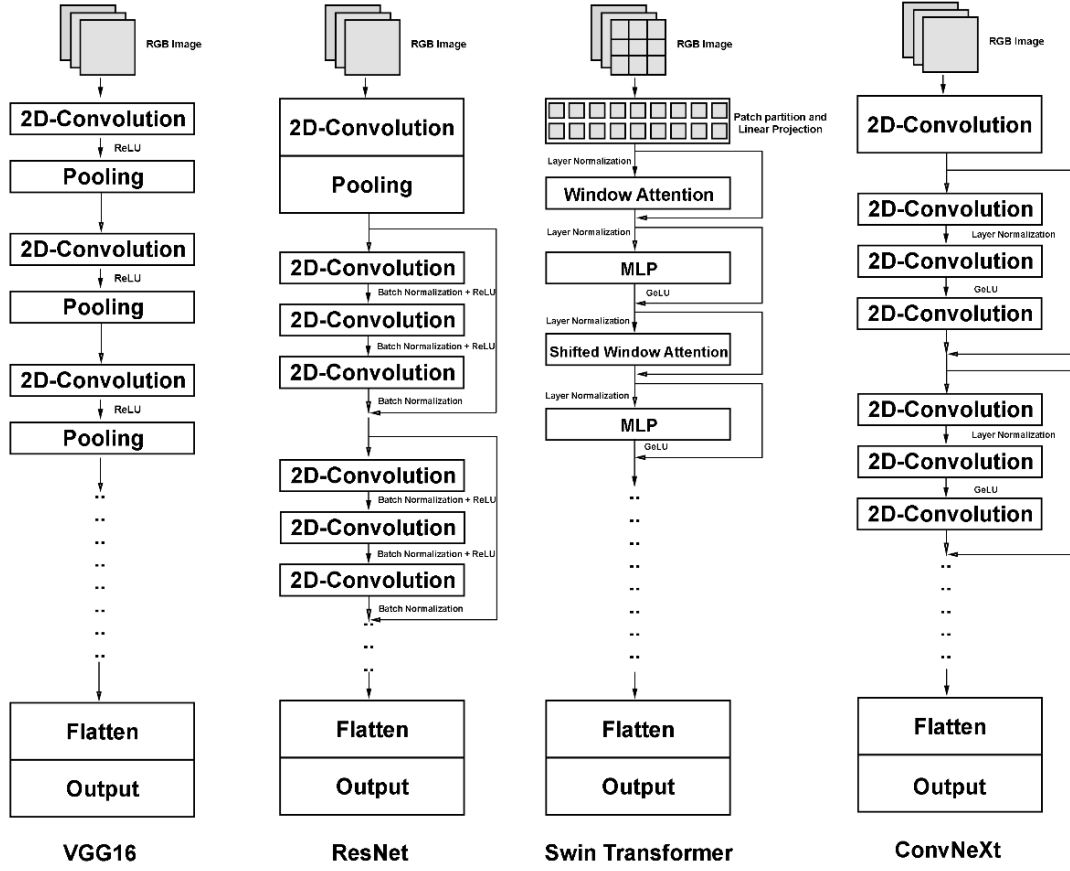 RGB Image
2D-Convolution
ReLU
Pooling
2D-Convolution
ReLU
Pooling
2D-Convolution
ReLU
Pooling
Flatten
Output
VGG16
RGB Image
2D-Convolution
Pooling
2D-Convolution
Batch Normalization + ReLU
2D-Convolution
Batch Normalization + ReLU
2D-Convolution
Batch Normalization
2D-Convolution
Batch Normalization + ReLU
2D-Convolution
Batch Normalization + ReLU
2D-Convolution
Batch Normalization
Flatten
Output
ResNet
RGB Image
Patch partition and
Linear Projection
Layer Normalization
Window Attention
Layer Normalization
MLP
GeLU
Layer Normalization
Shifted Window Attention
Layer Normalization
MLP
GeLU
Flatten
Output
Swin Transformer
RGB Image
2D-Convolution
2D-Convolution
Layer Normalization
2D-Convolution
GeLU
2D-Convolution
2D-Convolution
Layer Normalization
2D-Convolution
GeLU
2D-Convolution
Flatten
Output
ConvNeXt